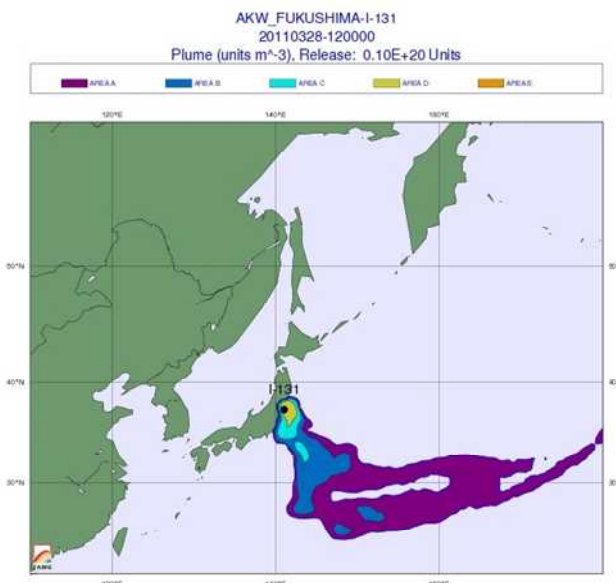 AKW_FUKUSHIMA-I-131
20110328-120000
Plume (units m^-3), Release: 0.10E+20 Units
AREA A AREA B AREA C AREA D AREA E
120°E 140°E 160°E
50°N
40°N
I-131
30°N
ZAMG